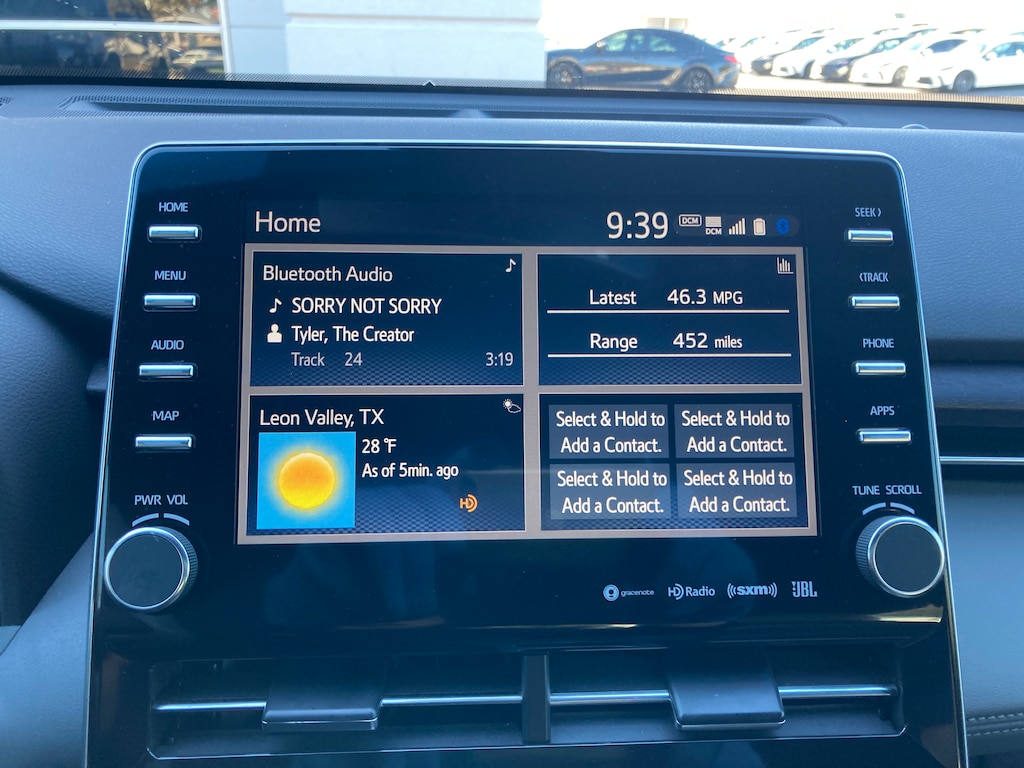 HOME
MENU
AUDIO
MAP
PWR VOL
SEEK >
< TRACK
PHONE
APPS
TUNE SCROLL
Home
9:39
DCM
DCM
Bluetooth Audio
SORRY NOT SORRY
Tyler, The Creator
Track 24 3:19
Latest 46.3 MPG
Range 452 miles
Leon Valley, TX
28 °F
As of 5min. ago
HD
Select & Hold to
Add a Contact.
Select & Hold to
Add a Contact.
Select & Hold to
Add a Contact.
Select & Hold to
Add a Contact.
gracenote HD Radio ((sxm)) JBL